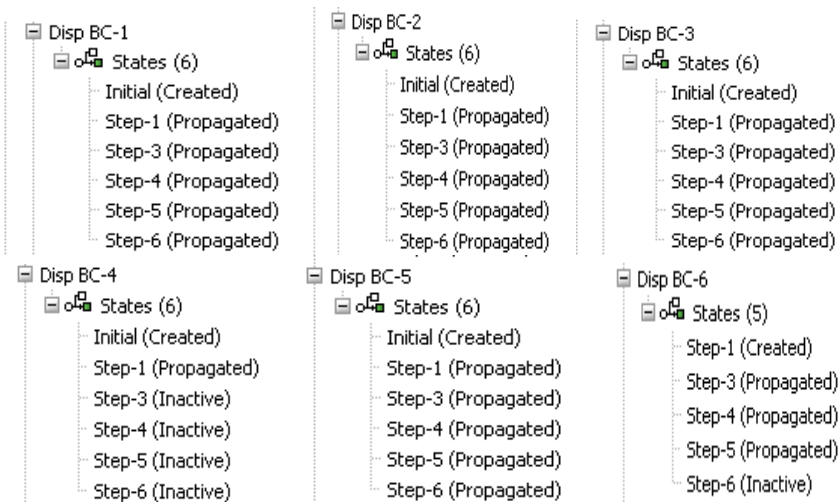 Disp BC-1
States (6)
Initial (Created)
Step-1 (Propagated)
Step-3 (Propagated)
Step-4 (Propagated)
Step-5 (Propagated)
Step-6 (Propagated)
Disp BC-2
States (6)
Initial (Created)
Step-1 (Propagated)
Step-3 (Propagated)
Step-4 (Propagated)
Step-5 (Propagated)
Step-6 (Propagated)
Disp BC-3
States (6)
Initial (Created)
Step-1 (Propagated)
Step-3 (Propagated)
Step-4 (Propagated)
Step-5 (Propagated)
Step-6 (Propagated)
Disp BC-4
States (6)
Initial (Created)
Step-1 (Propagated)
Step-3 (Inactive)
Step-4 (Inactive)
Step-5 (Inactive)
Step-6 (Inactive)
Disp BC-5
States (6)
Initial (Created)
Step-1 (Propagated)
Step-3 (Propagated)
Step-4 (Propagated)
Step-5 (Propagated)
Step-6 (Propagated)
Disp BC-6
States (5)
Step-1 (Created)
Step-3 (Propagated)
Step-4 (Propagated)
Step-5 (Propagated)
Step-6 (Inactive)